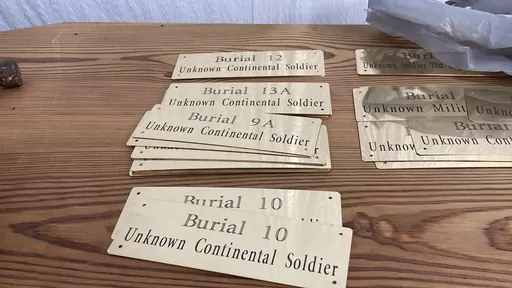 Burial 12
Unknown Continental Soldier
Burial 13A
Unknown Continental Soldier
Burial 9A
Unknown Continental Soldier
Burial 10
Burial 10
Unknown Continental Soldier
Unknown Soldier
Burial
Unknown
Burial
Unknown